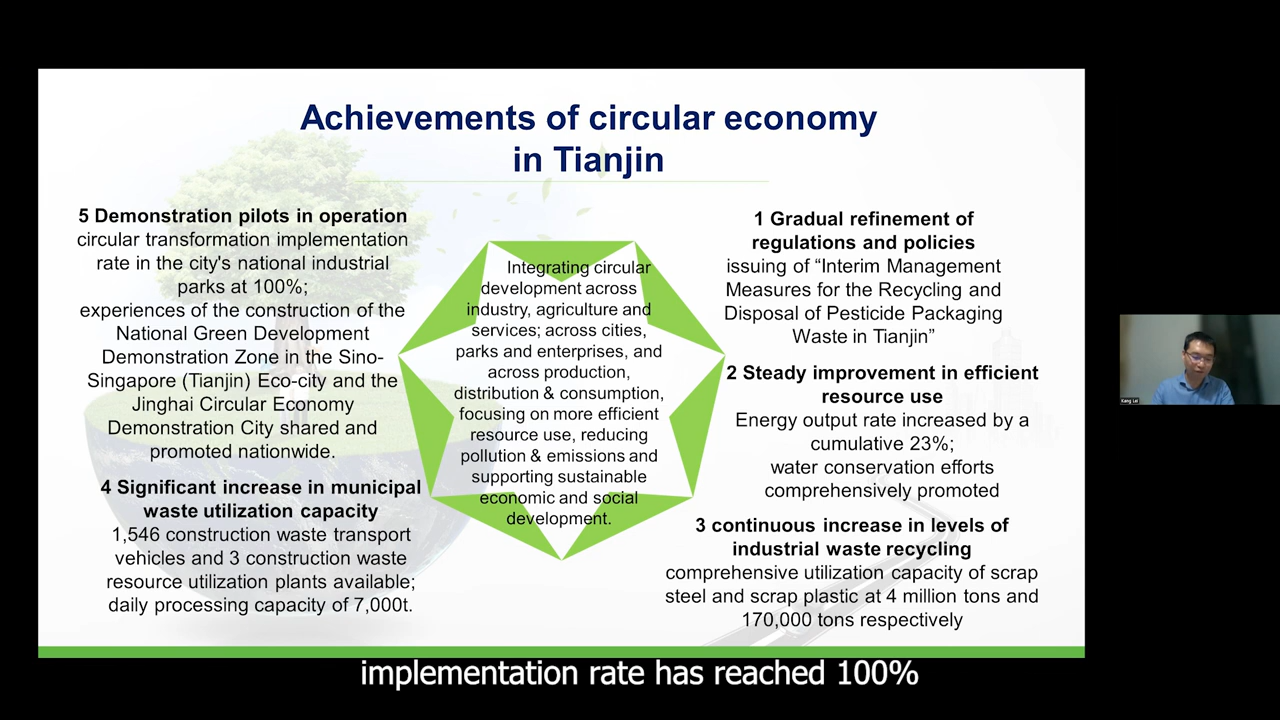 Achievements of circular economy
in Tianjin
5 Demonstration pilots in operation
circular transformation implementation
rate in the city's national industrial
parks at 100%;
experiences of the construction of the
National Green Development
Demonstration Zone in the Sino-
Singapore (Tianjin) Eco-city and the
Jinghai Circular Economy
Demonstration City shared and
promoted nationwide.
4 Significant increase in municipal
waste utilization capacity
1,546 construction waste transport
vehicles and 3 construction waste
resource utilization plants available;
daily processing capacity of 7,000t.
Integrating circular
development across
industry, agriculture and
services; across cities,
parks and enterprises, and
across production,
distribution & consumption,
focusing on more efficient
resource use, reducing
pollution & emissions and
supporting sustainable
economic and social
development.
1 Gradual refinement of
regulations and policies
issuing of “Interim Management
Measures for the Recycling and
Disposal of Pesticide Packaging
Waste in Tianjin”
2 Steady improvement in efficient
resource use
Energy output rate increased by a
cumulative 23%;
water conservation efforts
comprehensively promoted
3 continuous increase in levels of
industrial waste recycling
comprehensive utilization capacity of scrap
steel and scrap plastic at 4 million tons and
170,000 tons respectively
Kang Lei
implementation rate has reached 100%